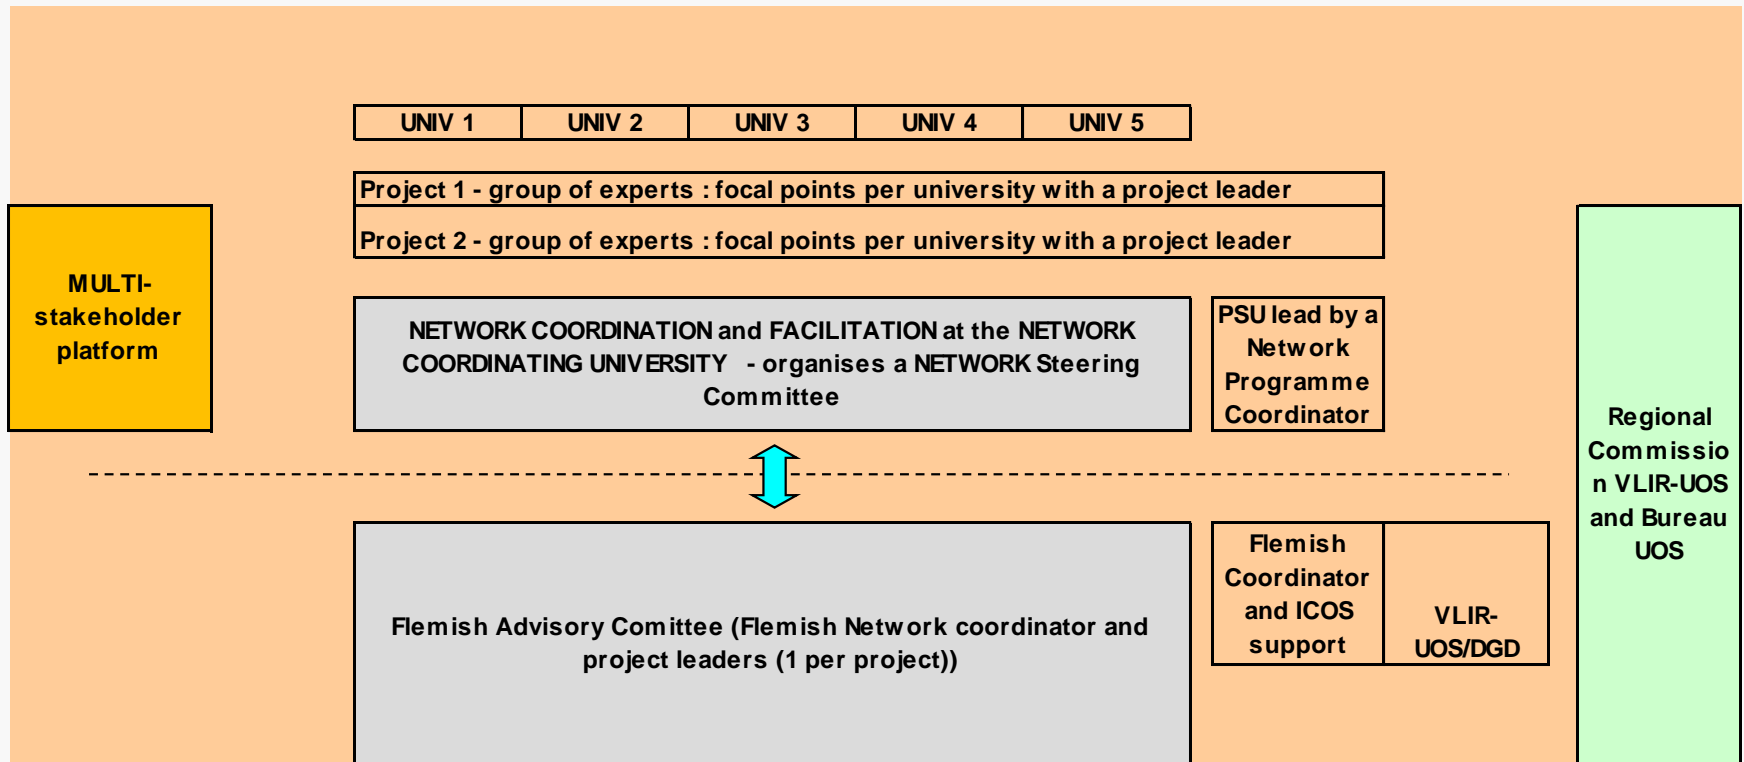 UNIV 1 UNIV 2 UNIV 3 UNIV 4 UNIV 5
Project 1 - group of experts : focal points per university with a project leader
Project 2 - group of experts : focal points per university with a project leader
MULTI-
stakeholder
platform
NETWORK COORDINATION and FACILITATION at the NETWORK
COORDINATING UNIVERSITY - organises a NETWORK Steering
Committee
PSU lead by a
Network
Programme
Coordinator
Regional
Commissio
n VLIR-UOS
and Bureau
UOS
Flemish Advisory Comittee (Flemish Network coordinator and
project leaders (1 per project))
Flemish
Coordinator
and ICOS
support
VLIR-
UOS/DGD